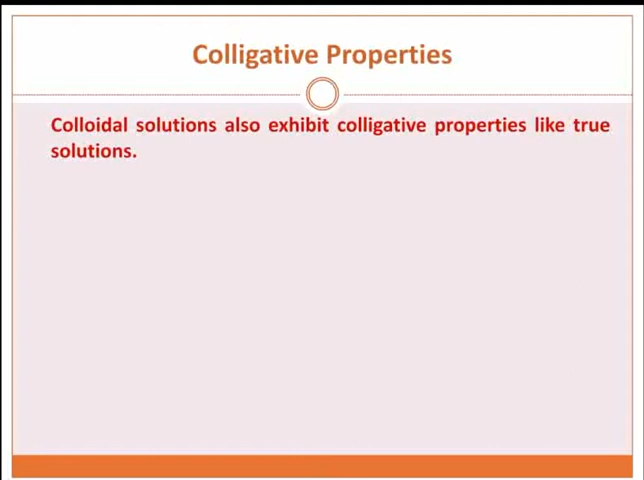 Colligative Properties
Colloidal solutions also exhibit colligative properties like true
solutions.